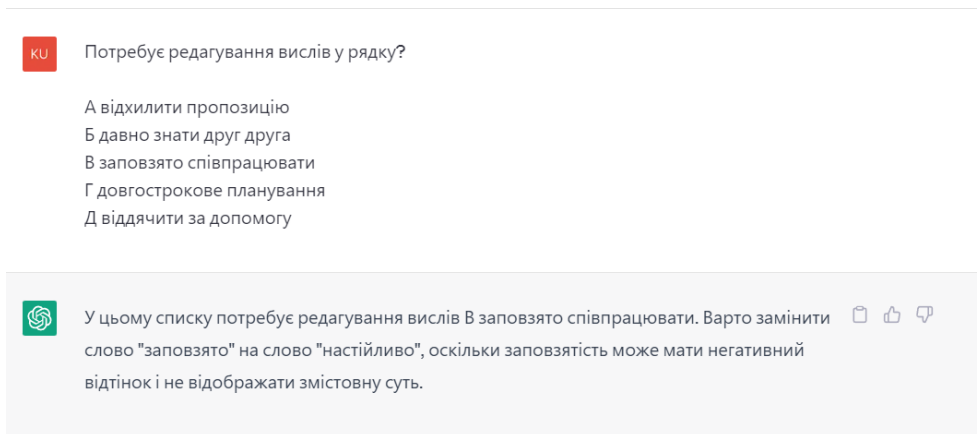 KU
Потребує редагування вислів у рядку?
А відхилити пропозицію
Б давно знати друг друга
В заповзято співпрацювати
Г довгострокове планування
Д віддячити за допомогу
У цьому списку потребує редагування вислів В заповзято співпрацювати. Варто замінити
слово "заповзято" на слово "настійливо", оскільки заповзятість може мати негативний
відтінок і не відображати змістовну суть.